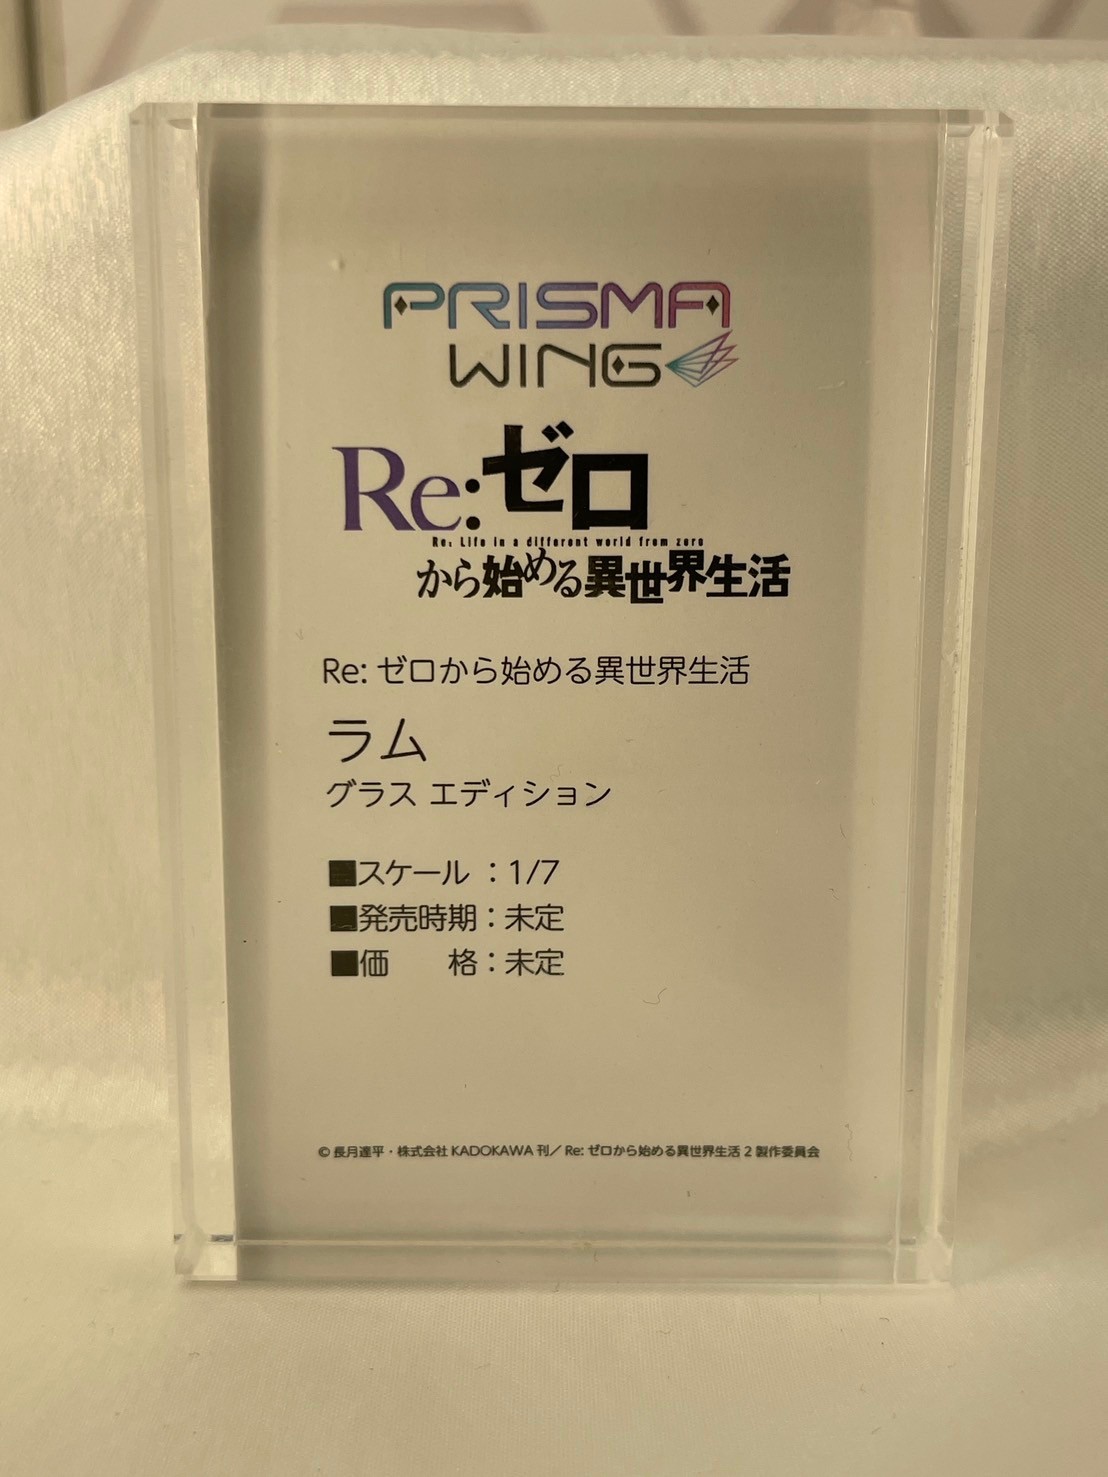 PRISMA
WING
Re:ゼロ
Re: Life in a different world from zero
から始める異世界生活
Re: ゼロから始める異世界生活
ラム
グラス エディション
■スケール ：1/7
■発売時期：未定
■価　　格：未定
© 長月達平・株式会社 KADOKAWA 刊／Re: ゼロから始める異世界生活 2 製作委員会